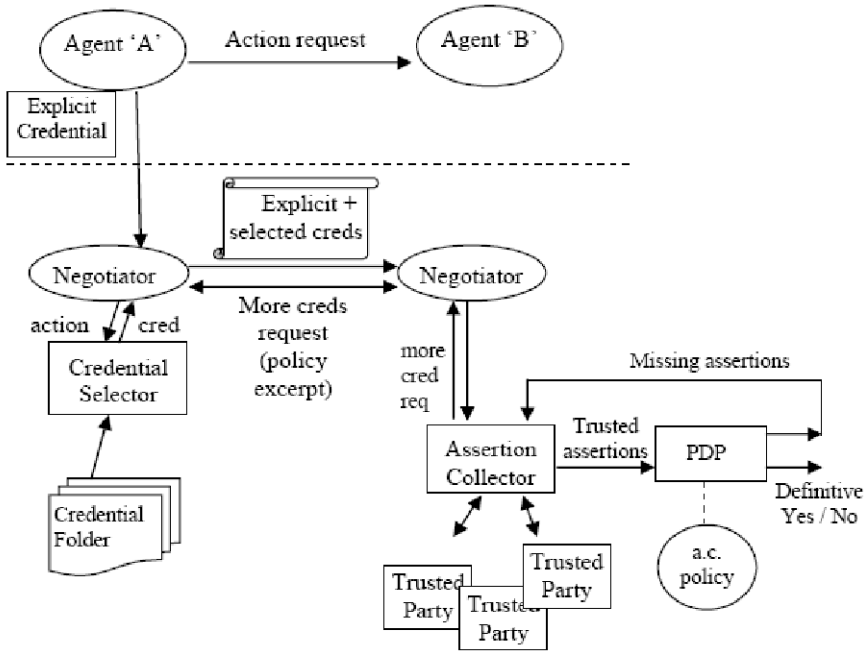 Agent ‘A’
Action request
Agent ‘B’
Explicit
Credential
Explicit +
selected creds
Negotiator
Negotiator
action
cred
More creds
request
(policy
excerpt)
more
cred
req
Missing assertions
Credential
Selector
Assertion
Collector
Trusted
assertions
PDP
Definitive
Yes / No
Credential
Folder
a.c.
policy
Trusted
Party
Trusted
Party
Trusted
Party